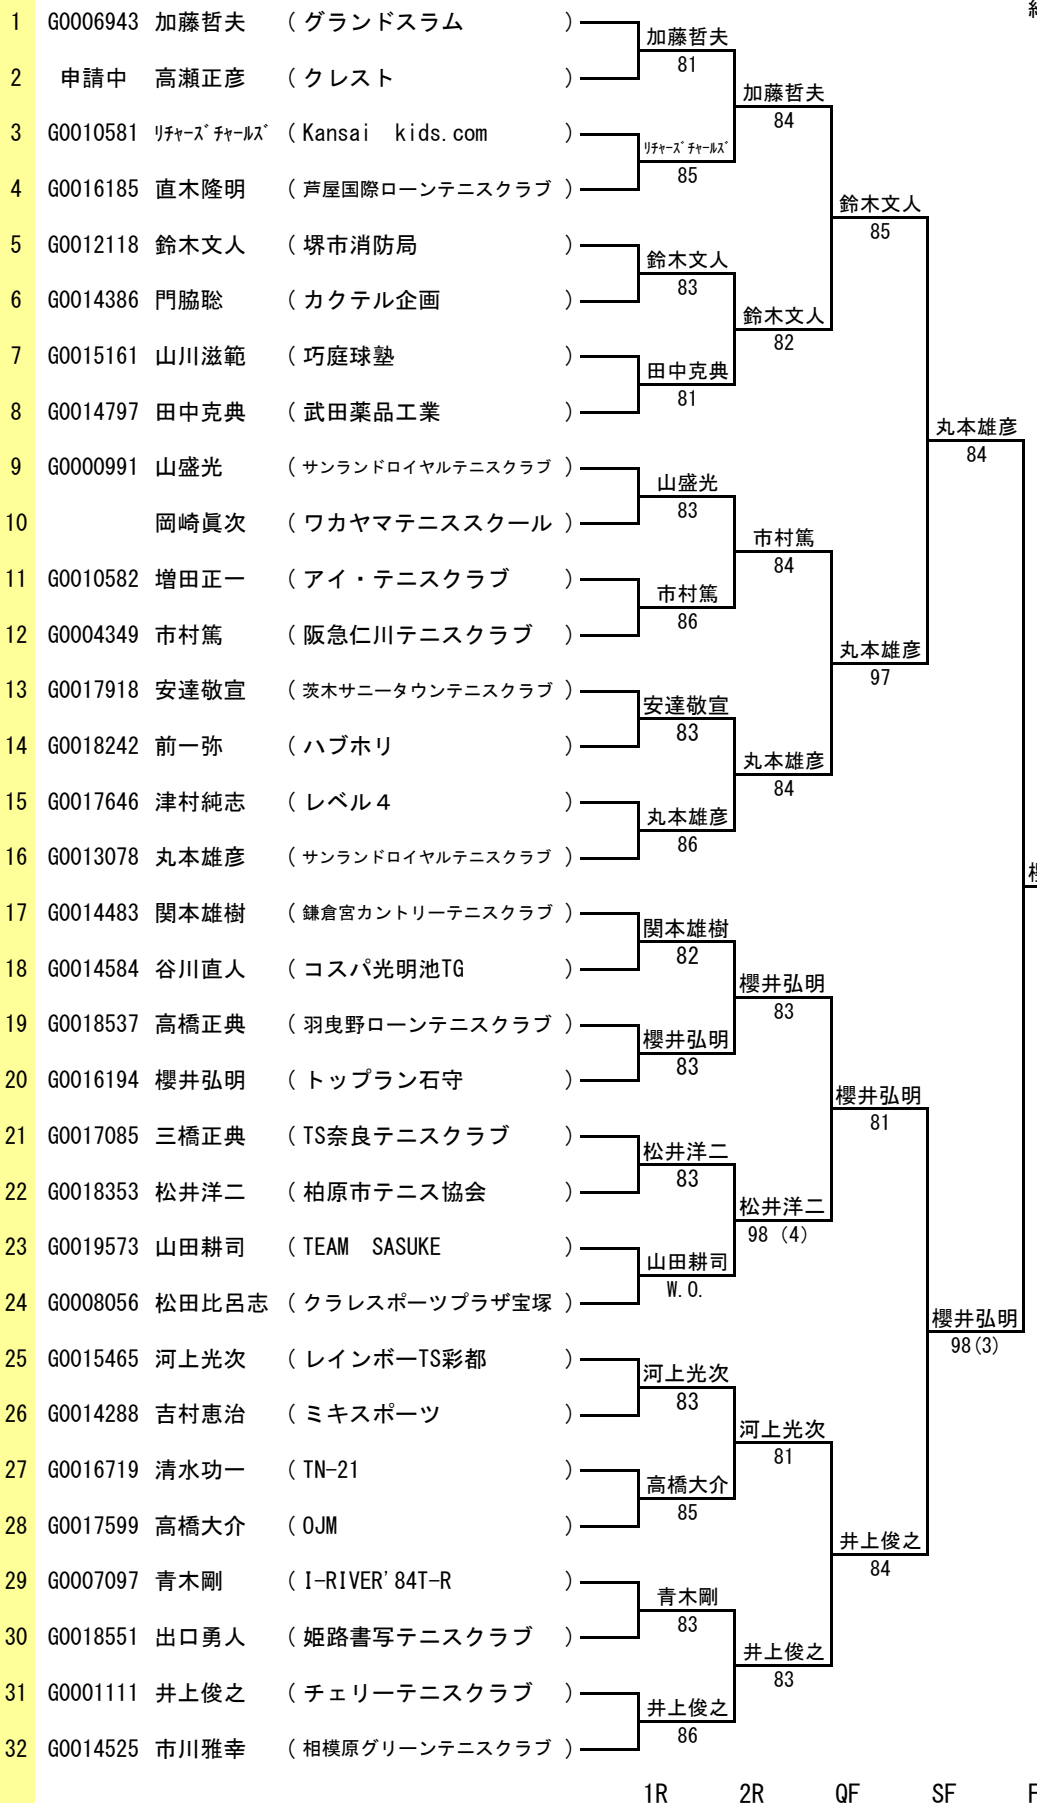 1 G0006943 加藤哲夫 ( グランドスラム )
加藤哲夫
81
2 申請中 高瀬正彦 ( クレスト )
加藤哲夫
84
3 G0010581 ﾘﾁｬｰｽﾞﾁｬｰﾙｽﾞ ( Kansai kids.com )
ﾘﾁｬｰｽﾞﾁｬｰﾙｽﾞ
85
4 G0016185 直木隆明 ( 芦屋国際ローンテニスクラブ )
鈴木文人
85
5 G0012118 鈴木文人 ( 堺市消防局 )
鈴木文人
83
6 G0014386 門脇聡 ( カクテル企画 )
鈴木文人
82
7 G0015161 山川滋範 ( 巧庭球塾 )
田中克典
81
8 G0014797 田中克典 ( 武田薬品工業 )
丸本雄彦
84
9 G0000991 山盛光 ( サンランドロイヤルテニスクラブ )
山盛光
83
10 岡崎眞次 ( ワカヤマテニススクール )
市村篤
84
11 G0010582 増田正一 ( アイ・テニスクラブ )
市村篤
86
12 G0004349 市村篤 ( 阪急仁川テニスクラブ )
丸本雄彦
97
13 G0017918 安達敬宣 ( 茨木サニータウンテニスクラブ )
安達敬宣
83
14 G0018242 前一弥 ( ハブホリ )
丸本雄彦
84
15 G0017646 津村純志 ( レベル４ )
丸本雄彦
86
16 G0013078 丸本雄彦 ( サンランドロイヤルテニスクラブ )
17 G0014483 関本雄樹 ( 鎌倉宮カントリーテニスクラブ )
関本雄樹
82
18 G0014584 谷川直人 ( コスパ光明池TG )
櫻井弘明
83
19 G0018537 高橋正典 ( 羽曳野ローンテニスクラブ )
櫻井弘明
83
20 G0016194 櫻井弘明 ( トップラン石守 )
櫻井弘明
81
21 G0017085 三橋正典 ( TS奈良テニスクラブ )
松井洋二
83
22 G0018353 松井洋二 ( 柏原市テニス協会 )
松井洋二
98 (4)
23 G0019573 山田耕司 ( TEAM SASUKE )
山田耕司
W.O.
24 G0008056 松田比呂志 ( クラレスポーツプラザ宝塚 )
櫻井弘明
98(3)
25 G0015465 河上光次 ( レインボーTS彩都 )
河上光次
83
26 G0014288 吉村恵治 ( ミキスポーツ )
河上光次
81
27 G0016719 清水功一 ( TN-21 )
高橋大介
85
28 G0017599 高橋大介 ( OJM )
井上俊之
84
29 G0007097 青木剛 ( I-RIVER'84T-R )
青木剛
83
30 G0018551 出口勇人 ( 姫路書写テニスクラブ )
井上俊之
83
31 G0001111 井上俊之 ( チェリーテニスクラブ )
井上俊之
86
32 G0014525 市川雅幸 ( 相模原グリーンテニスクラブ )
1R 2R QF SF